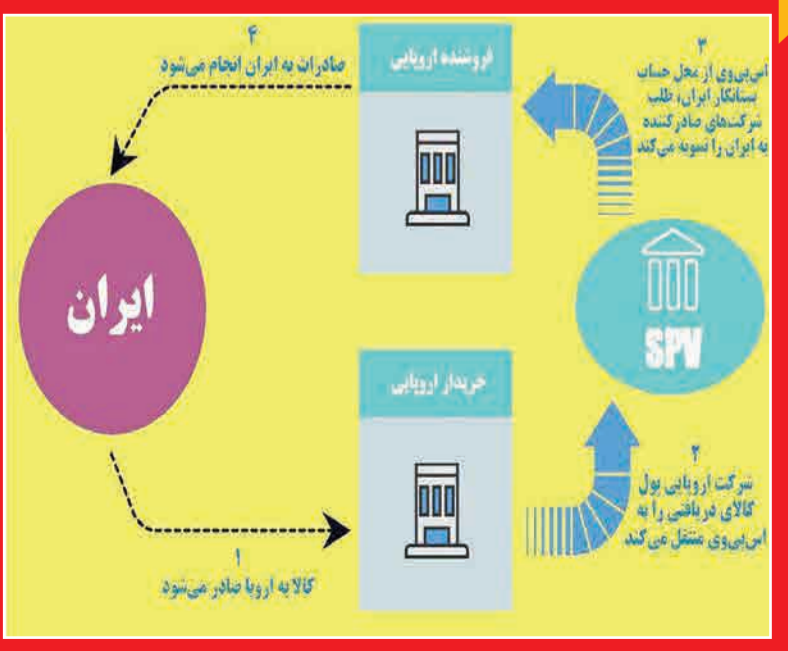 ۴
صادرات به ایران انجام می‌شود
فروشنده اروپایی
۳
اس‌پی‌وی از محل حساب
بستانکار ایران، طلب
شرکت‌های صادرکننده
به ایران را تسویه می‌کند
ایران
SPV
خریدار اروپایی
۲
شرکت اروپایی پول
کالای دریافتی را به
اس‌پی‌وی منتقل می‌کند
۱
کالا به اروپا صادر می‌شود